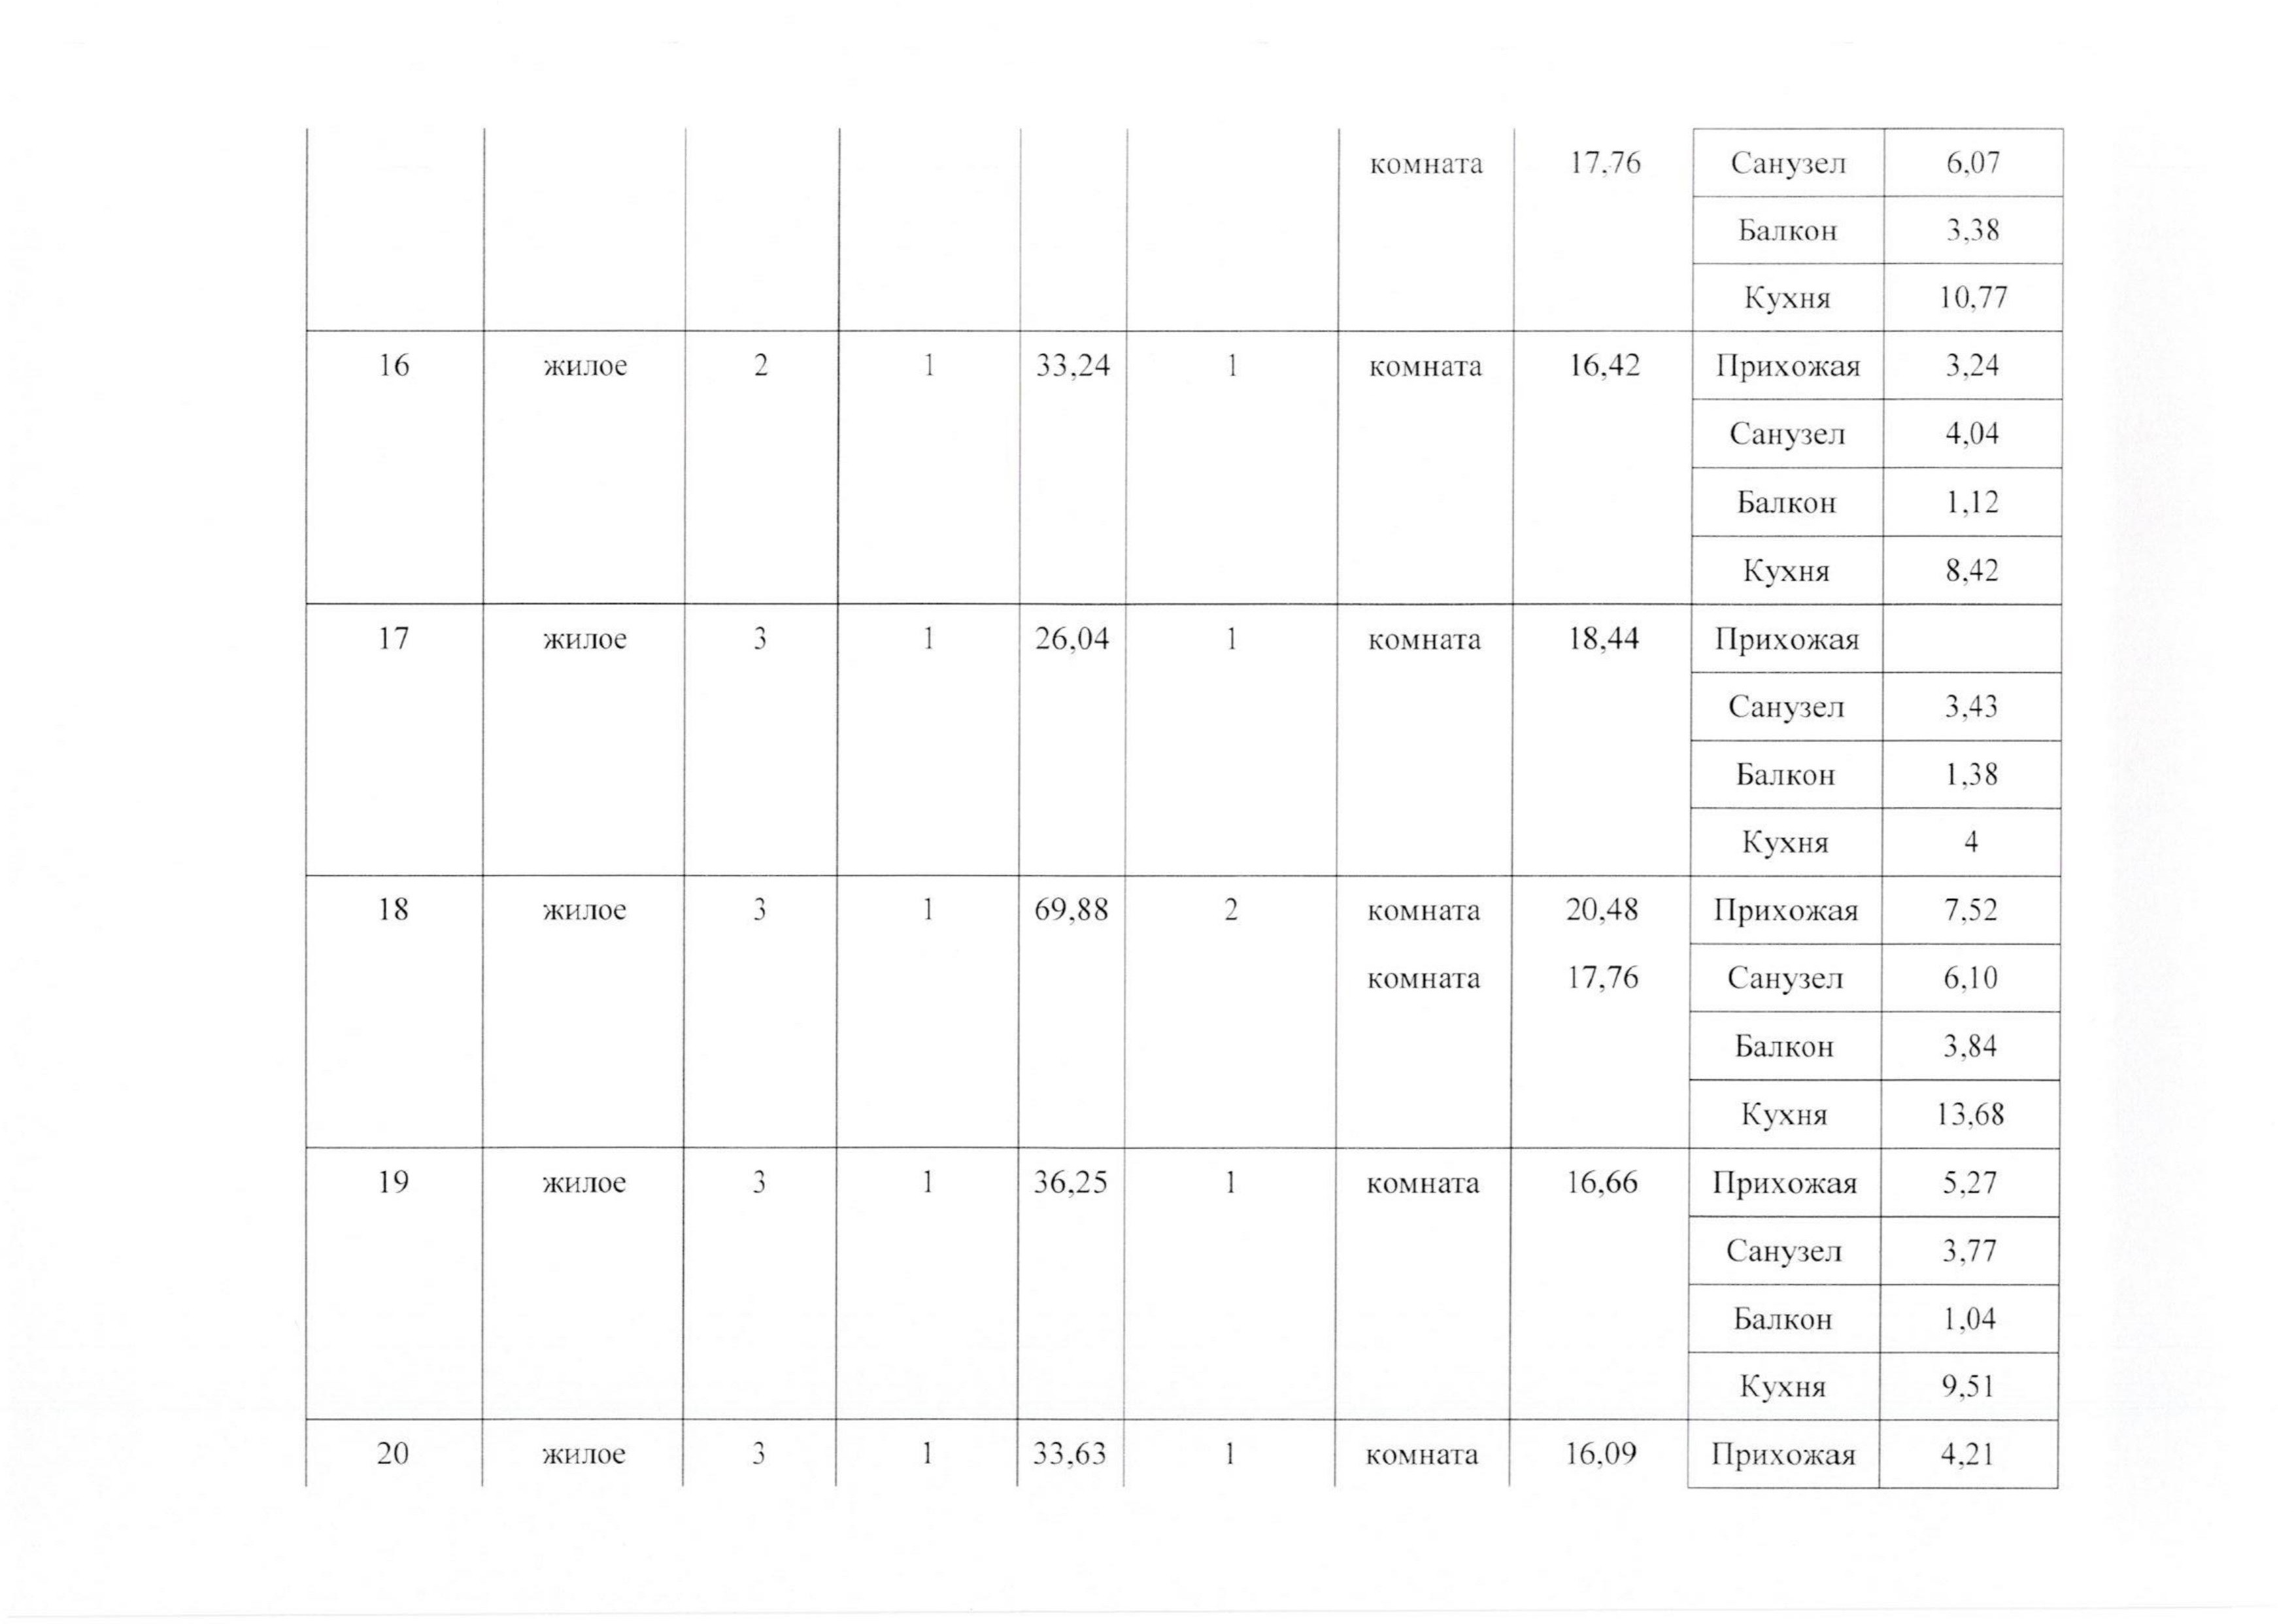 комната 17,76 Санузел 6,07
Балкон 3,38
Кухня 10,77
16 жилое 2 1 33,24 1 комната 16,42 Прихожая 3,24
Санузел 4,04
Балкон 1,12
Кухня 8,42
17 жилое 3 1 26,04 1 комната 18,44 Прихожая
Санузел 3,43
Балкон 1,38
Кухня 4
18 жилое 3 1 69,88 2 комната 20,48 Прихожая 7,52
комната 17,76 Санузел 6,10
Балкон 3,84
Кухня 13,68
19 жилое 3 1 36,25 1 комната 16,66 Прихожая 5,27
Санузел 3,77
Балкон 1,04
Кухня 9,51
20 жилое 3 1 33,63 1 комната 16,09 Прихожая 4,21